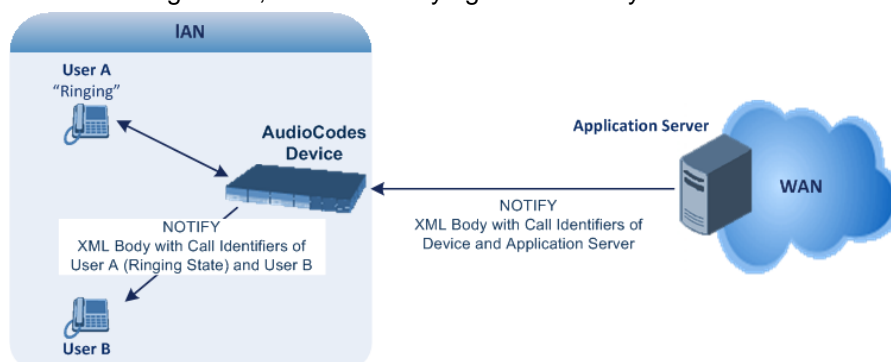 LAN
User A
“Ringing”
AudioCodes
Device
Application Server
WAN
NOTIFY
XML Body with Call Identifiers of
Device and Application Server
NOTIFY
XML Body with Call Identifiers of
User A (Ringing State) and User B
User B